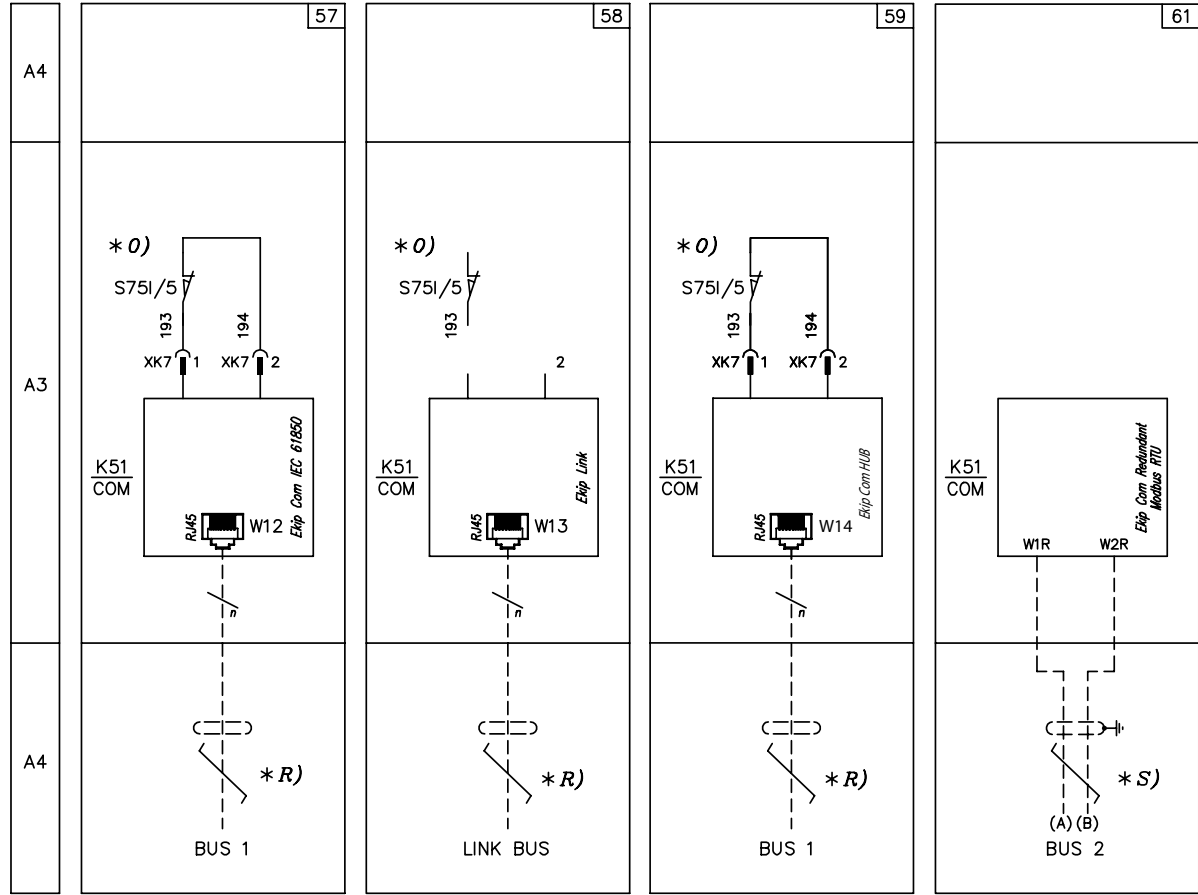 57
58
59
61
A4
A3
A4
*O)
S75I/5
193
194
XK7
1
XK7
2
K51
COM
Ekip Com IEC 61850
RJ45
W12
n
*R)
BUS 1
*O)
S75I/5
193
2
K51
COM
Ekip Link
RJ45
W13
n
*R)
LINK BUS
*O)
S75I/5
193
194
XK7
1
XK7
2
K51
COM
Ekip Com HUB
RJ45
W14
n
*R)
BUS 1
K51
COM
Ekip Com Redundant
Modbus RTU
W1R
W2R
*S)
(A) (B)
BUS 2